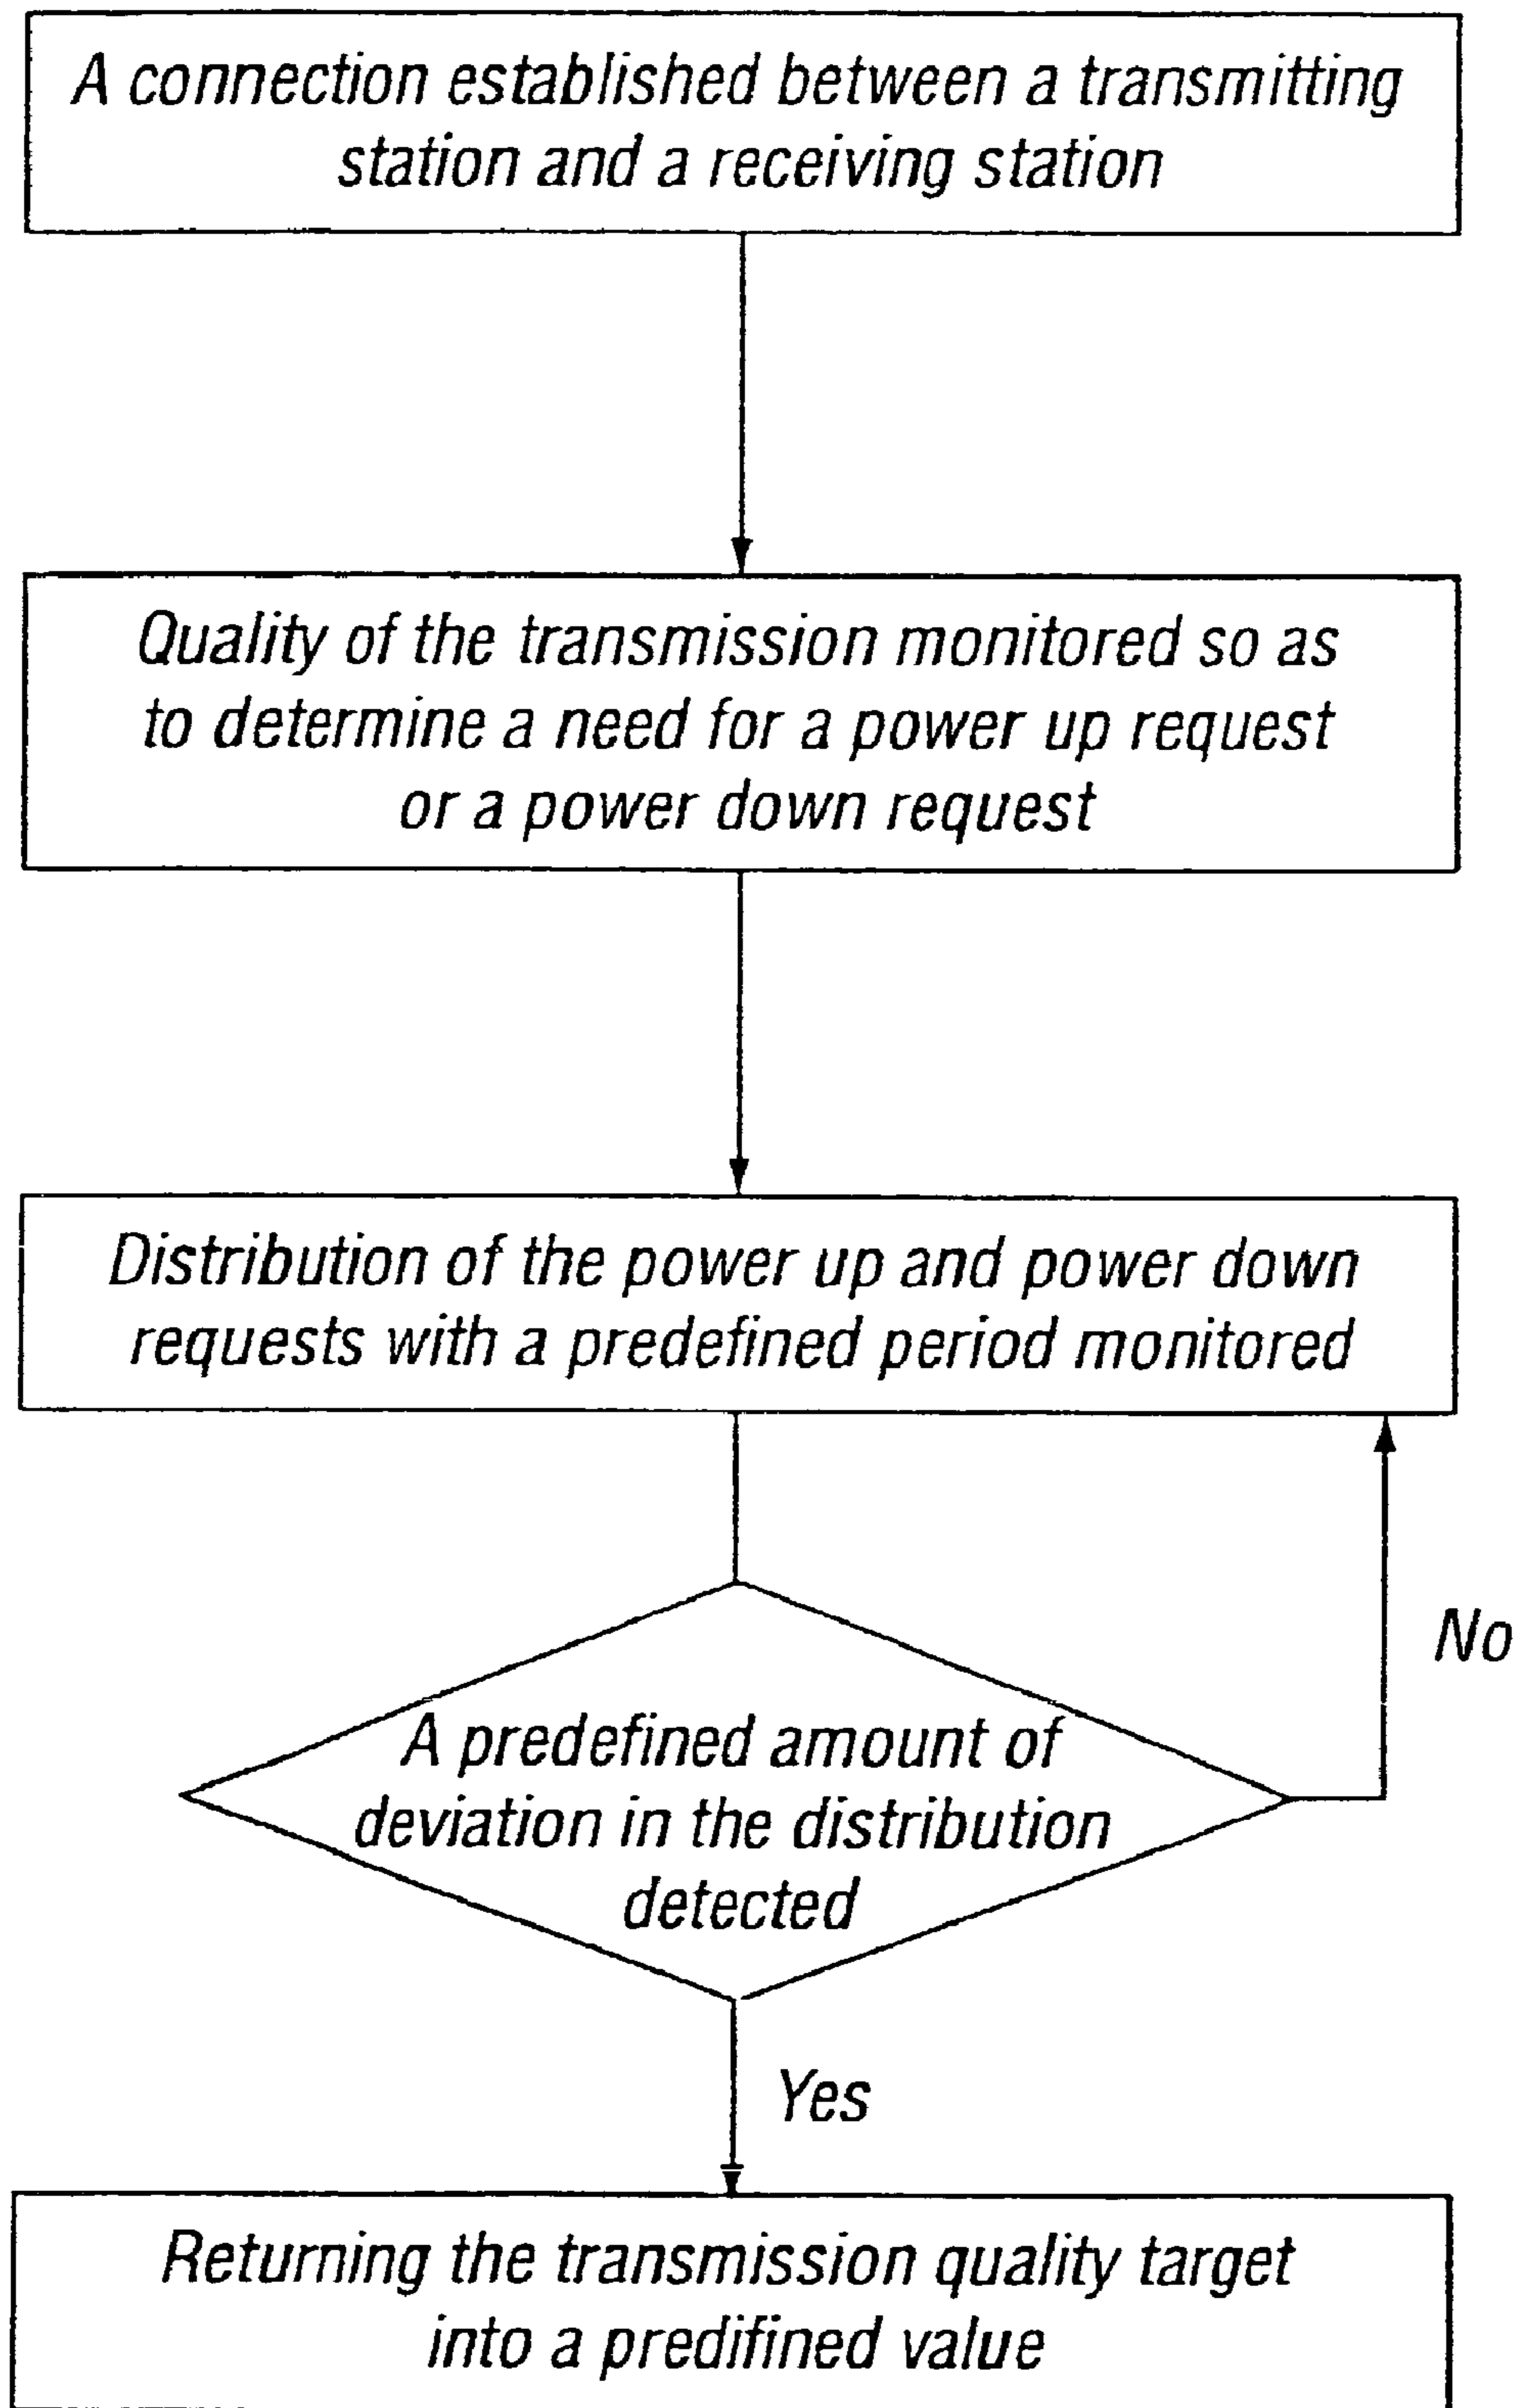 A connection established between a transmitting
station and a receiving station
Quality of the transmission monitored so as
to determine a need for a power up request
or a power down request
Distribution of the power up and power down
requests with a predefined period monitored
No
A predefined amount of
deviation in the distribution
detected
Yes
Returning the transmission quality target
into a predifined value